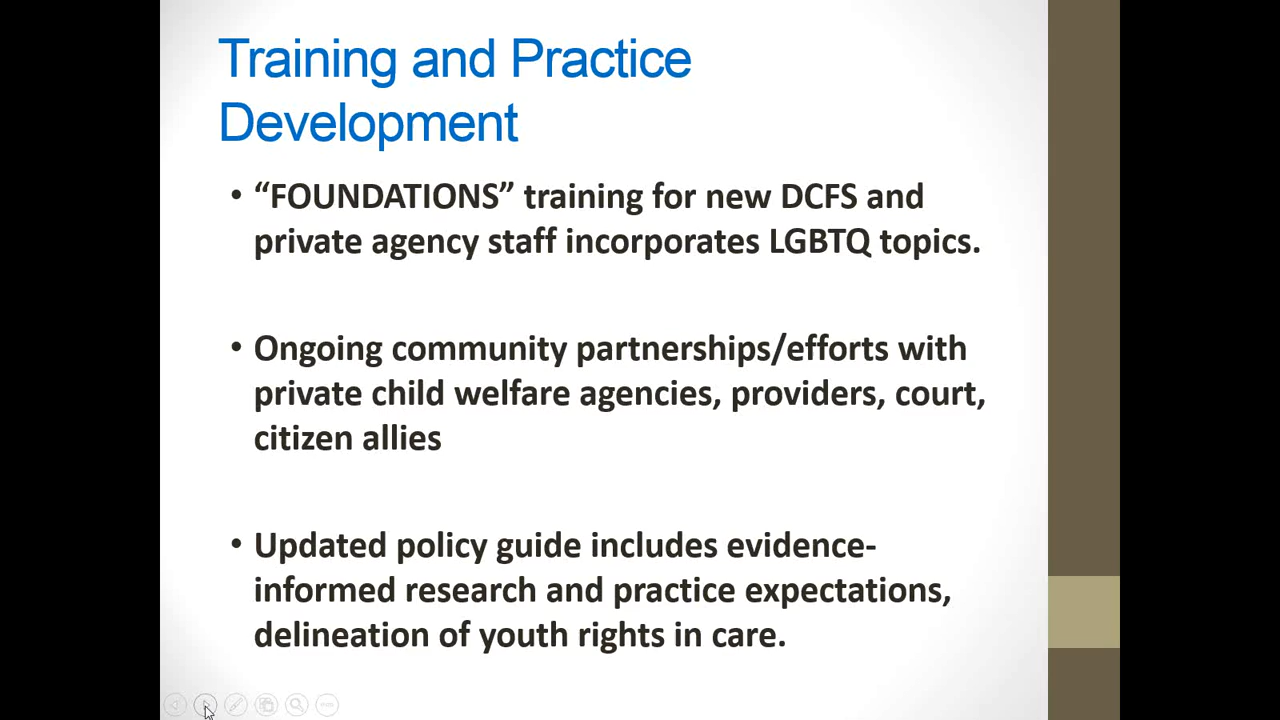 Training and Practice
Development
• “FOUNDATIONS” training for new DCFS and
private agency staff incorporates LGBTQ topics.
• Ongoing community partnerships/efforts with
private child welfare agencies, providers, court,
citizen allies
• Updated policy guide includes evidence-
informed research and practice expectations,
delineation of youth rights in care.